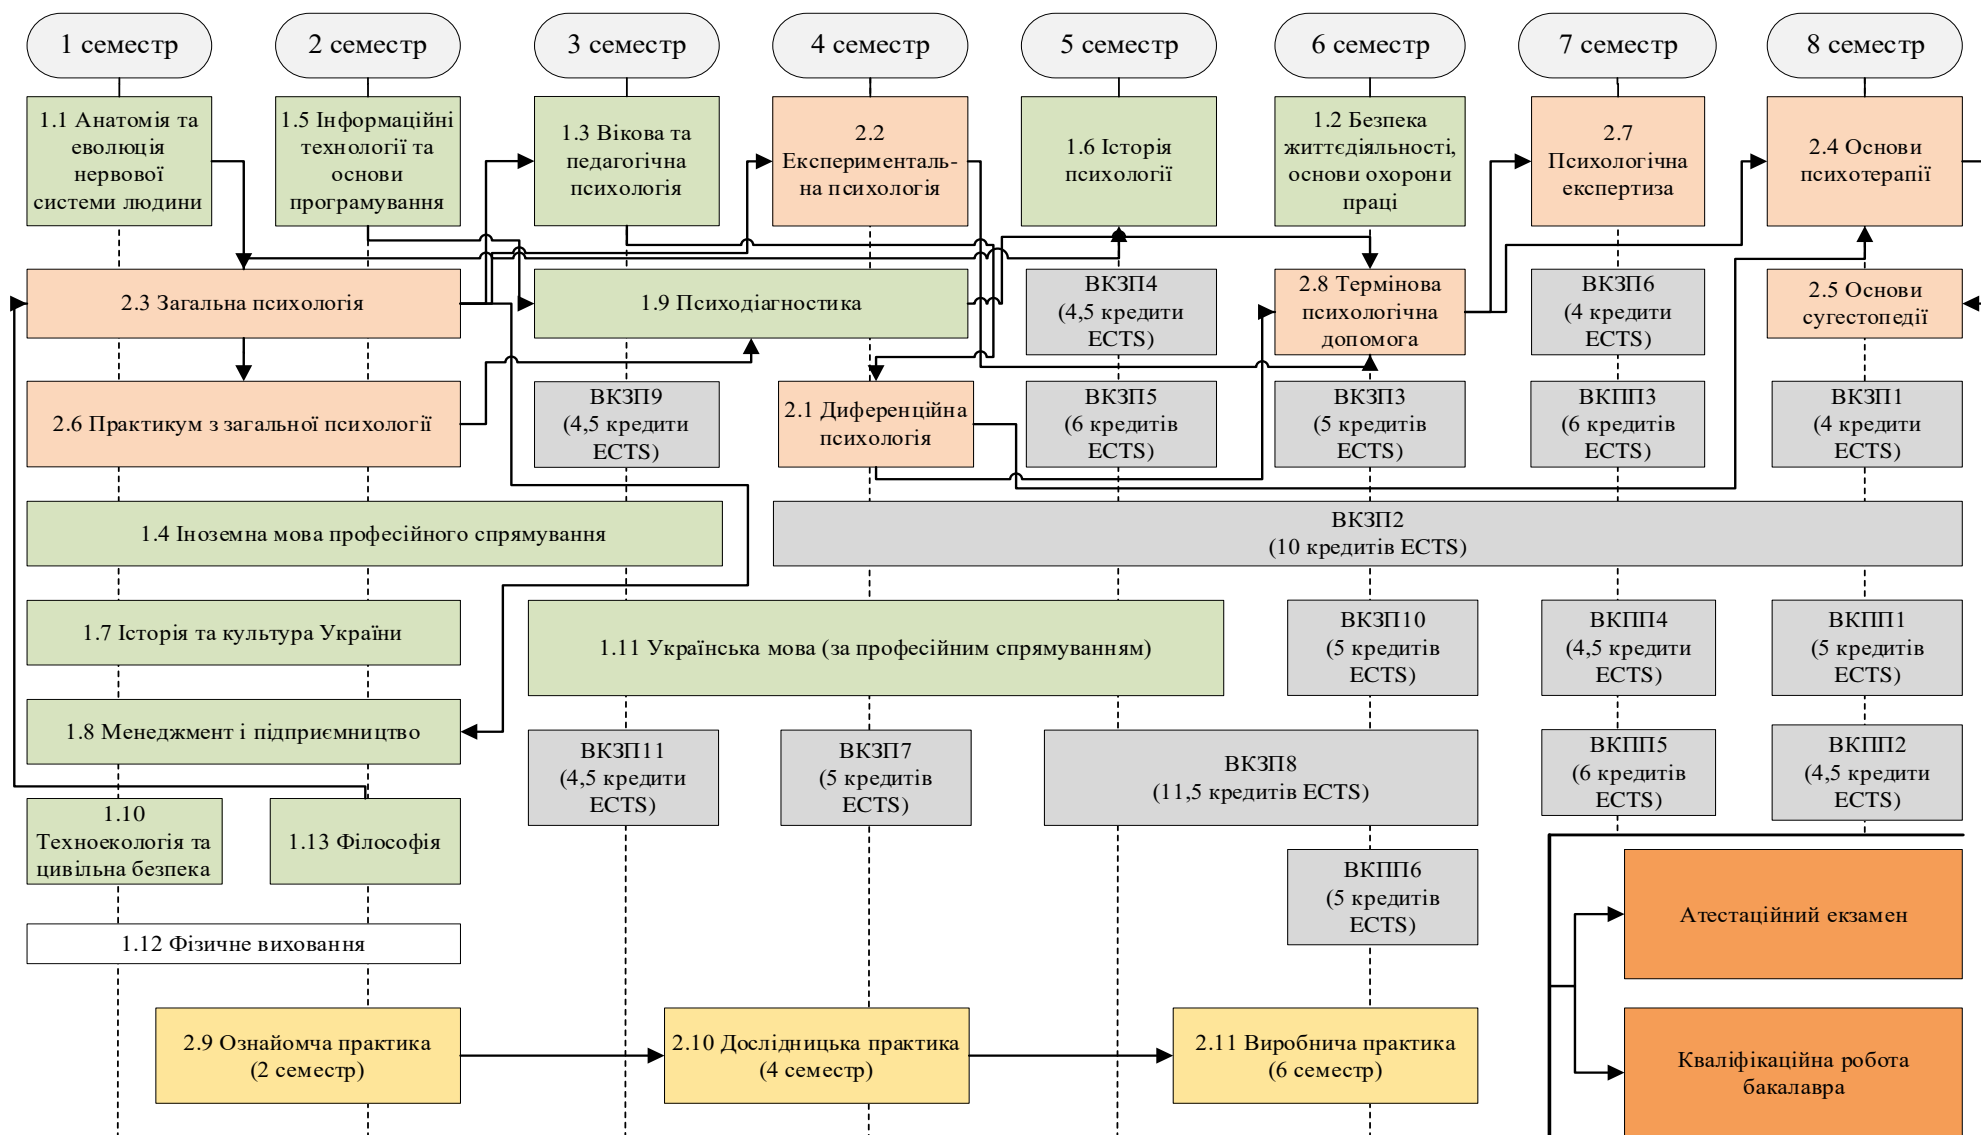 1 семестр
2 семестр
3 семестр
4 семестр
5 семестр
6 семестр
7 семестр
8 семестр
1.1 Анатомія та
еволюція
нервової
системи людини
1.5 Інформаційні
технології та
основи
програмування
1.3 Вікова та
педагогічна
психологія
2.2
Експерименталь-
на психологія
1.6 Історія
психології
1.2 Безпека
життєдіяльності,
основи охорони
праці
2.7
Психологічна
експертиза
2.4 Основи
психотерапії
2.3 Загальна психологія
1.9 Психодіагностика
ВКЗП4
(4,5 кредити
ECTS)
2.8 Термінова
психологічна
допомога
ВКЗП6
(4 кредити
ECTS)
2.5 Основи
сугестопедії
2.6 Практикум з загальної психології
ВКЗП9
(4,5 кредити
ECTS)
2.1 Диференційна
психологія
ВКЗП5
(6 кредитів
ECTS)
ВКЗП3
(5 кредитів
ECTS)
ВКПП3
(6 кредитів
ECTS)
ВКЗП1
(4 кредити
ECTS)
1.4 Іноземна мова професійного спрямування
ВКЗП2
(10 кредитів ECTS)
1.7 Історія та культура України
1.11 Українська мова (за професійним спрямуванням)
ВКЗП10
(5 кредитів
ECTS)
ВКПП4
(4,5 кредити
ECTS)
ВКПП1
(5 кредитів
ECTS)
1.8 Менеджмент і підприємництво
ВКЗП11
(4,5 кредити
ECTS)
ВКЗП7
(5 кредитів
ECTS)
ВКЗП8
(11,5 кредитів ECTS)
ВКПП5
(6 кредитів
ECTS)
ВКПП2
(4,5 кредити
ECTS)
1.10
Техноекологія та
цивільна безпека
1.13 Філософія
ВКПП6
(5 кредитів
ECTS)
Атестаційний екзамен
1.12 Фізичне виховання
2.9 Ознайомча практика
(2 семестр)
2.10 Дослідницька практика
(4 семестр)
2.11 Виробнича практика
(6 семестр)
Кваліфікаційна робота
бакалавра